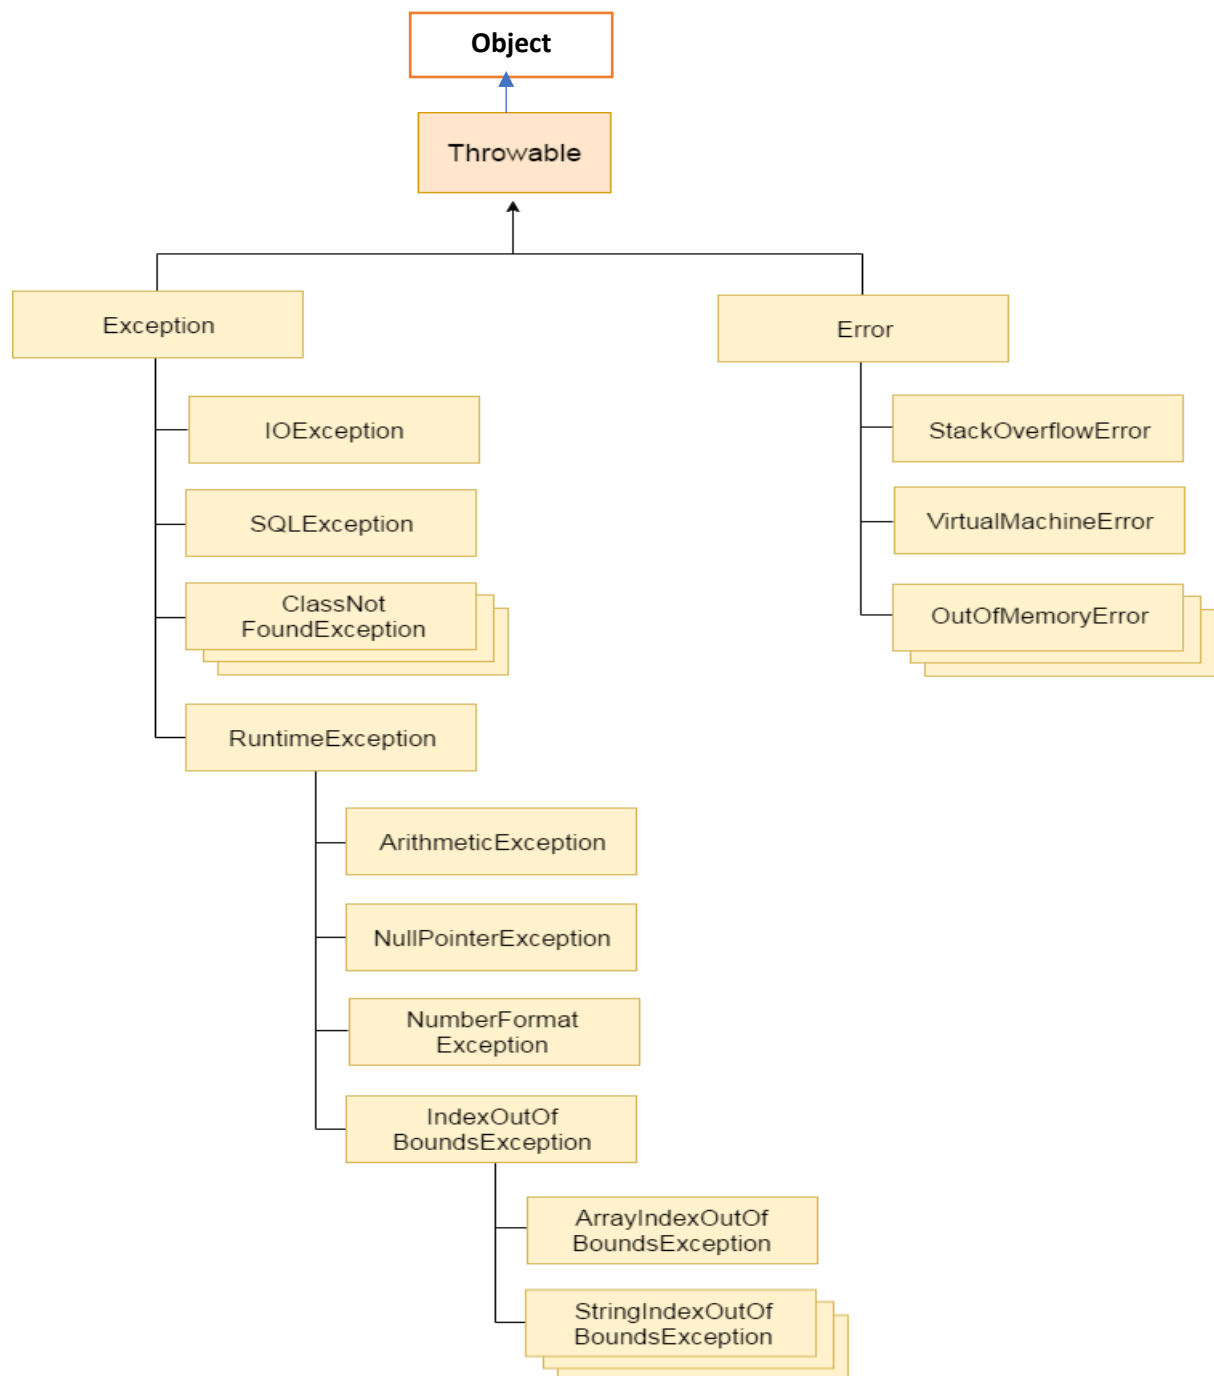 Object
Throwable
Exception
Error
IOException
StackOverflowError
SQLException
VirtualMachineError
ClassNot
FoundException
OutOfMemoryError
RuntimeException
ArithmeticException
NullPointerException
NumberFormat
Exception
IndexOutOf
BoundsException
ArrayIndexOutOf
BoundsException
StringIndexOutOf
BoundsException